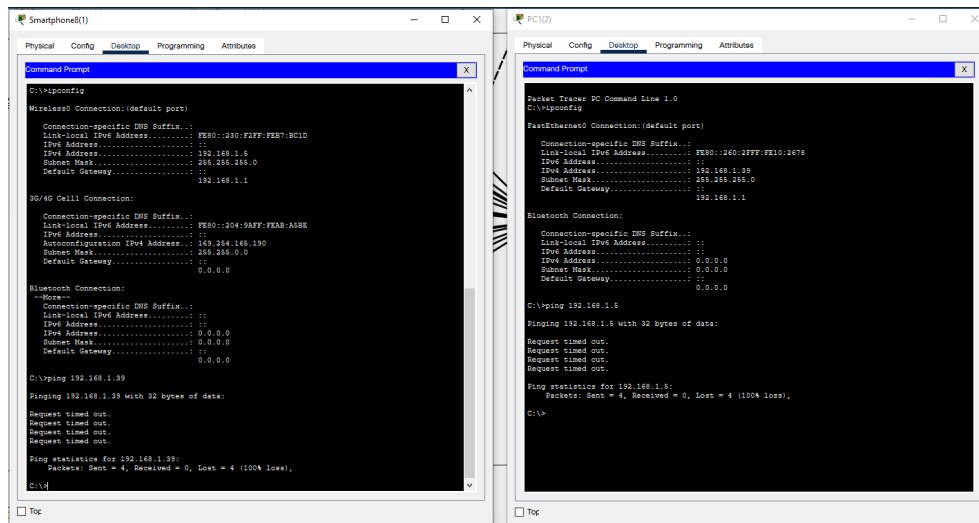 Smartphone8(1)
Physical Config Desktop Programming Attributes
Command Prompt
X
C:\>ipconfig
Wireless0 Connection:(default port)
Connection-specific DNS Suffix..:
Link-local IPv6 Address.........: FE80::230:F2FF:FEB7:BC1D
IPv6 Address....................: ::
IPv4 Address....................: 192.168.1.5
Subnet Mask.....................: 255.255.255.0
Default Gateway.................: ::
192.168.1.1
3G/4G Cell1 Connection:
Connection-specific DNS Suffix..:
Link-local IPv6 Address.........: FE80::204:9AFF:FEAB:A5BE
IPv6 Address....................: ::
Autoconfiguration IPv4 Address..: 169.254.165.190
Subnet Mask.....................: 255.255.0.0
Default Gateway.................: ::
0.0.0.0
Bluetooth Connection:
--More--
Connection-specific DNS Suffix..:
Link-local IPv6 Address.........: ::
IPv6 Address....................: ::
IPv4 Address....................: 0.0.0.0
Subnet Mask.....................: 0.0.0.0
Default Gateway.................: ::
0.0.0.0
C:\>ping 192.168.1.39
Pinging 192.168.1.39 with 32 bytes of data:
Request timed out.
Request timed out.
Request timed out.
Request timed out.
Ping statistics for 192.168.1.39:
Packets: Sent = 4, Received = 0, Lost = 4 (100% loss),
C:\>
Top
PC1(2)
Physical Config Desktop Programming Attributes
Command Prompt
X
Packet Tracer PC Command Line 1.0
C:\>ipconfig
FastEthernet0 Connection:(default port)
Connection-specific DNS Suffix..:
Link-local IPv6 Address.........: FE80::260:2FFF:FE10:2678
IPv6 Address....................: ::
IPv4 Address....................: 192.168.1.39
Subnet Mask.....................: 255.255.255.0
Default Gateway.................: ::
192.168.1.1
Bluetooth Connection:
Connection-specific DNS Suffix..:
Link-local IPv6 Address.........: ::
IPv6 Address....................: ::
IPv4 Address....................: 0.0.0.0
Subnet Mask.....................: 0.0.0.0
Default Gateway.................: ::
0.0.0.0
C:\>ping 192.168.1.5
Pinging 192.168.1.5 with 32 bytes of data:
Request timed out.
Request timed out.
Request timed out.
Request timed out.
Ping statistics for 192.168.1.5:
Packets: Sent = 4, Received = 0, Lost = 4 (100% loss),
C:\>
Top